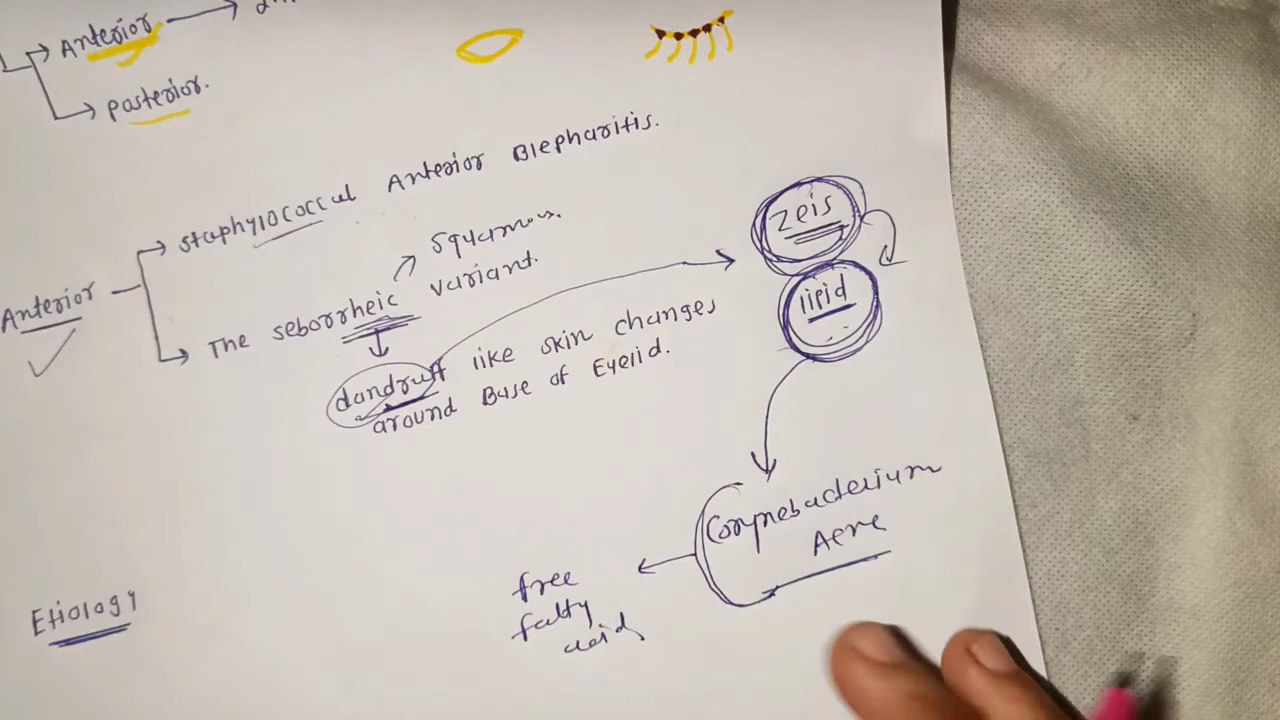 Anterior
posterior.
staphylococcul Anterior Blepharitis.
Anterior
The seborrheic variant.
squamous.
dandruff like skin changes
around Base of Eyelid.
zeis
lipid
Corynebacterium
Acne
free
fatty
acid
Etiology